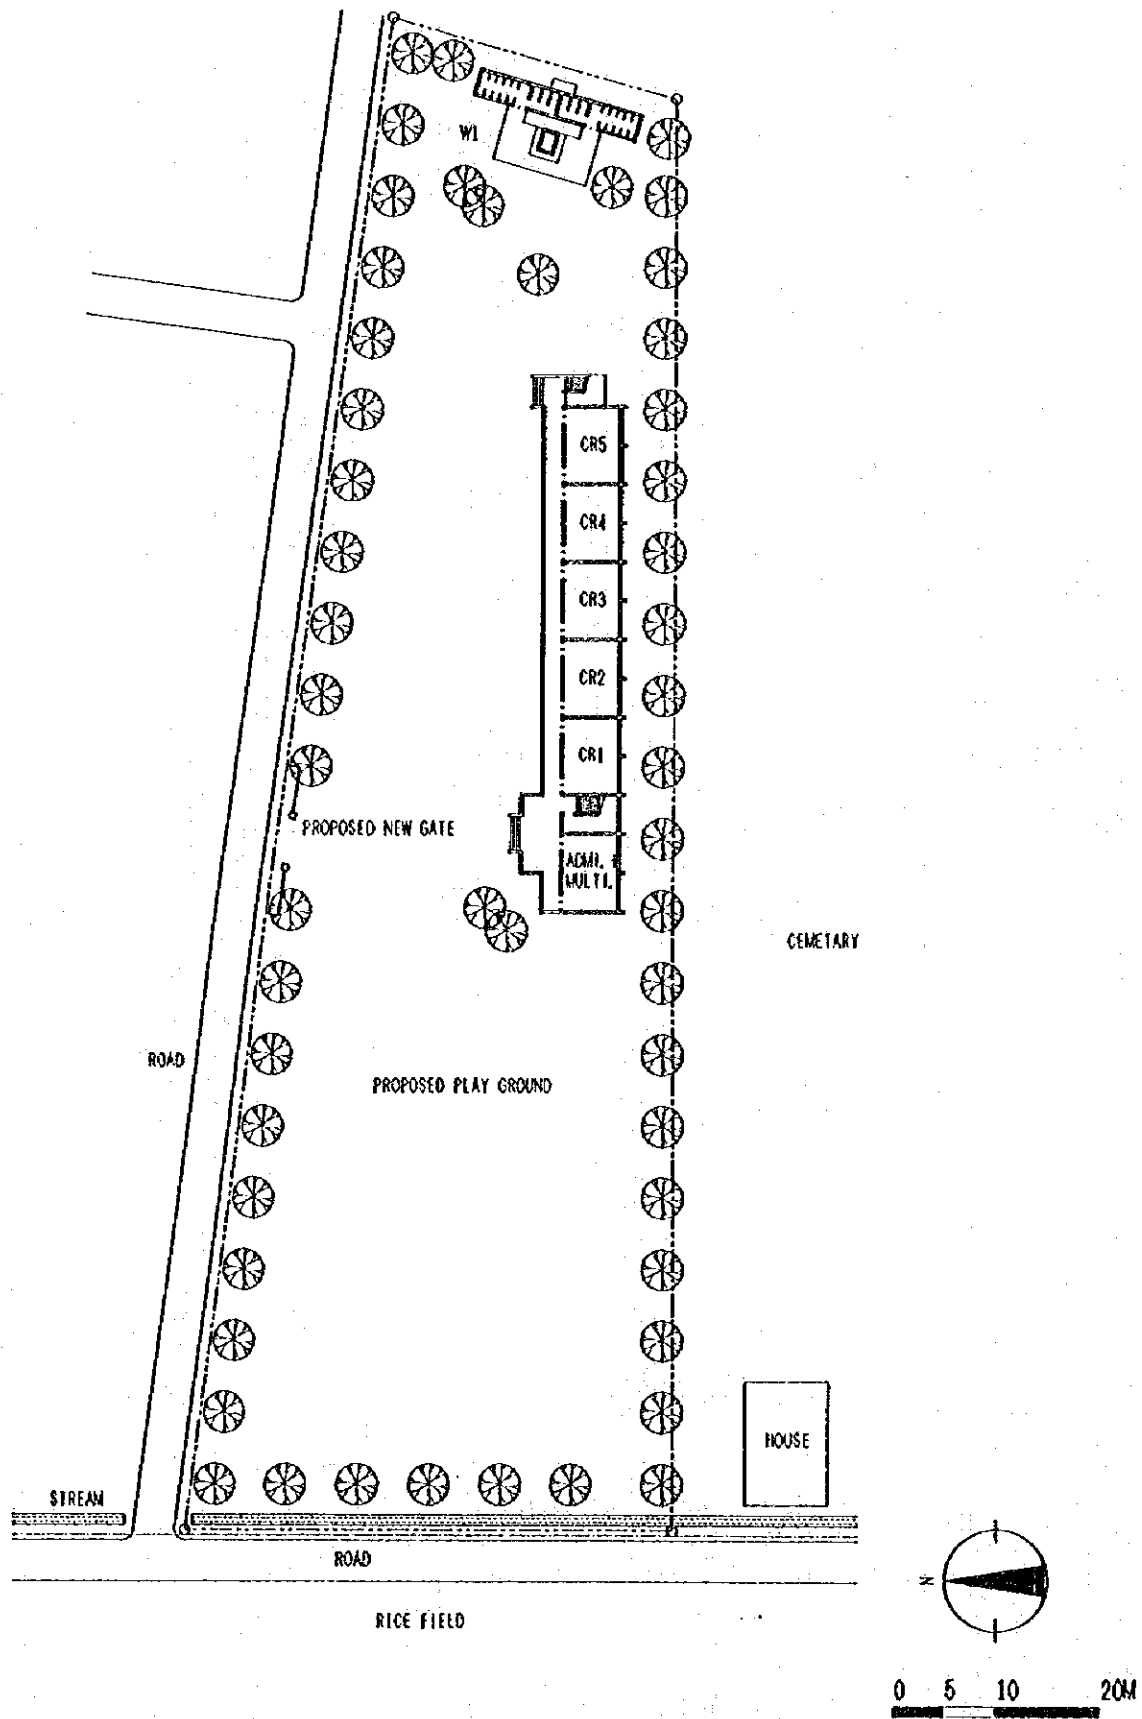 W1
CR5
CR4
CR3
CR2
CR1
PROPOSED NEW GATE
ADMI.
MULTI.
CEMETARY
ROAD
PROPOSED PLAY GROUND
HOUSE
STREAM
ROAD
N
RICE FIELD
0 5 10 20M